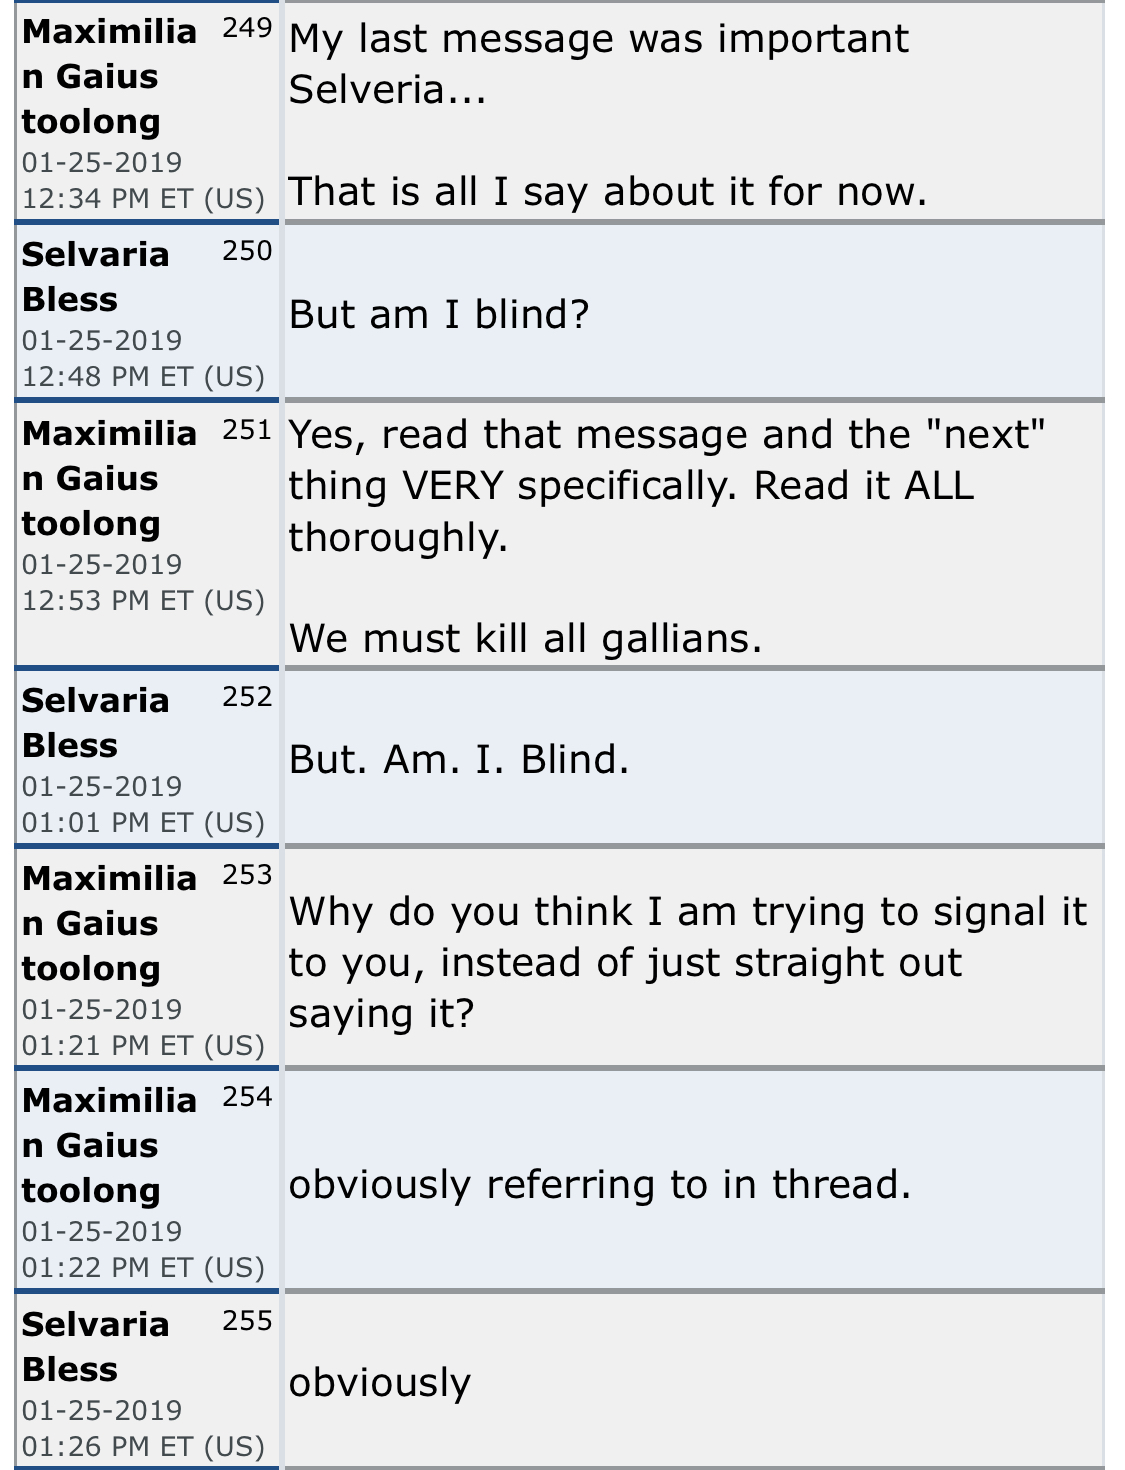 Maximilia 249
n Gaius
toolong
01-25-2019
12:34 PM ET (US)
My last message was important
Selveria...
That is all I say about it for now.
Selvaria 250
Bless
01-25-2019
12:48 PM ET (US)
But am I blind?
Maximilia 251
n Gaius
toolong
01-25-2019
12:53 PM ET (US)
Yes, read that message and the "next"
thing VERY specifically. Read it ALL
thoroughly.
We must kill all gallians.
Selvaria 252
Bless
01-25-2019
01:01 PM ET (US)
But. Am. I. Blind.
Maximilia 253
n Gaius
toolong
01-25-2019
01:21 PM ET (US)
Why do you think I am trying to signal it
to you, instead of just straight out
saying it?
Maximilia 254
n Gaius
toolong
01-25-2019
01:22 PM ET (US)
obviously referring to in thread.
Selvaria 255
Bless
01-25-2019
01:26 PM ET (US)
obviously